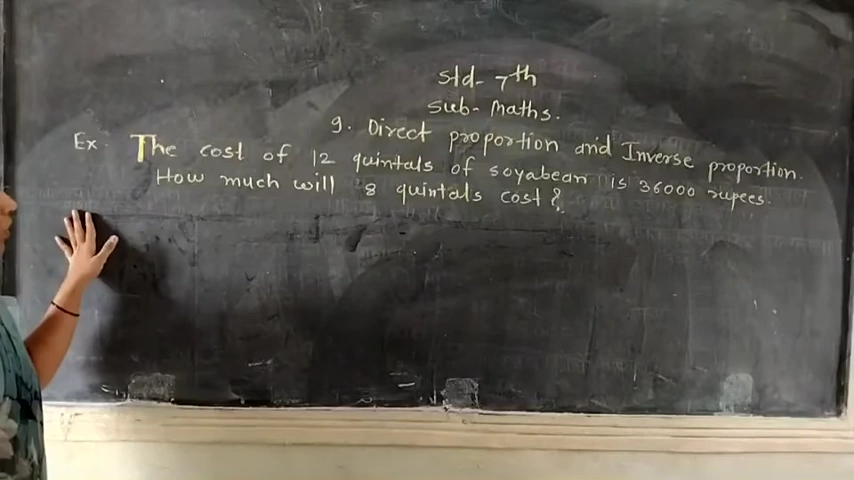 Std- 7th
Sub- Maths.
9. Direct proportion and Inverse proportion.
Ex. The cost of 12 quintals of soyabean is 36000 rupees.
How much will 8 quintals cost?